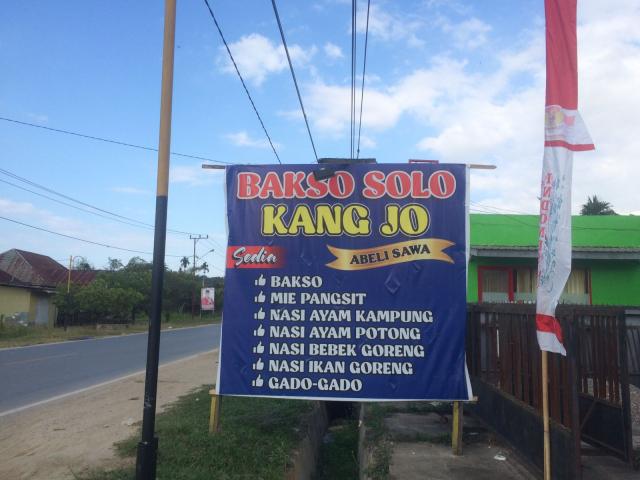 BAKSO SOLO
KANG JO
Sedia
ABELI SAWA
BAKSO
MIE PANGSIT
NASI AYAM KAMPUNG
NASI AYAM POTONG
NASI BEBEK GORENG
NASI IKAN GORENG
GADO-GADO